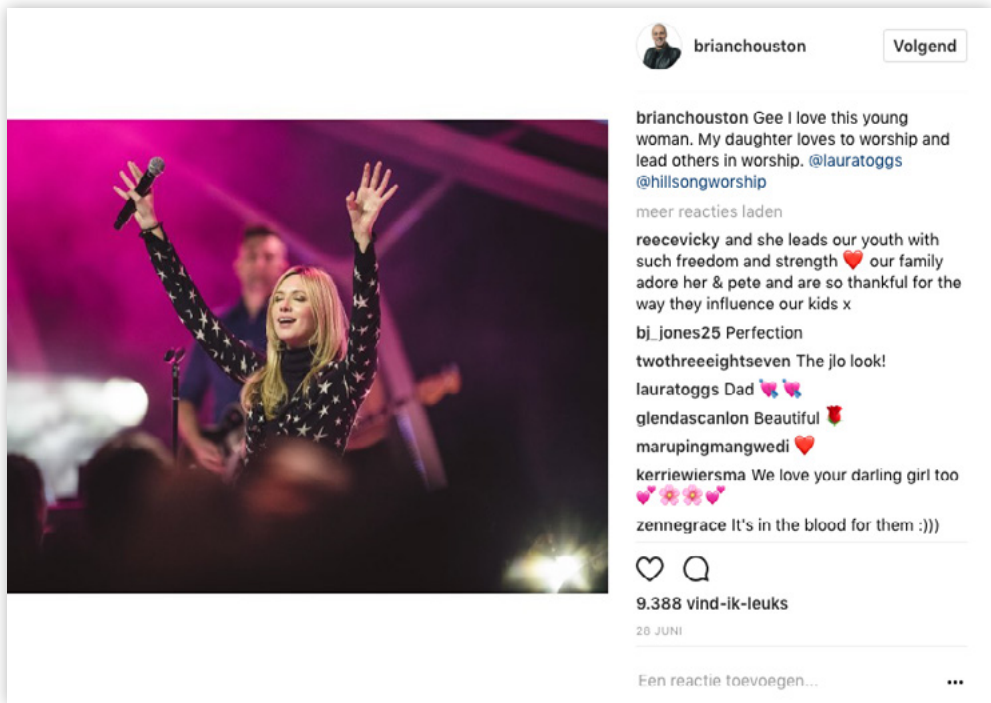 brianchouston
Volgend
brianchouston Gee I love this young
woman. My daughter loves to worship and
lead others in worship. @lauratoggs
@hillsongworship
meer reacties laden
reecevicky and she leads our youth with
such freedom and strength ❤️ our family
adore her & pete and are so thankful for the
way they influence our kids x
bj_jones25 Perfection
twothreeeightseven The jlo look!
lauratoggs Dad 💘 💘
glendascanlon Beautiful 🌹
marupingmangwedi ❤️
kerriewiersma We love your darling girl too
💕🌸🌸💕
zennegrace It's in the blood for them :)))
9.388 vind-ik-leuks
28 JUNI
Een reactie toevoegen...